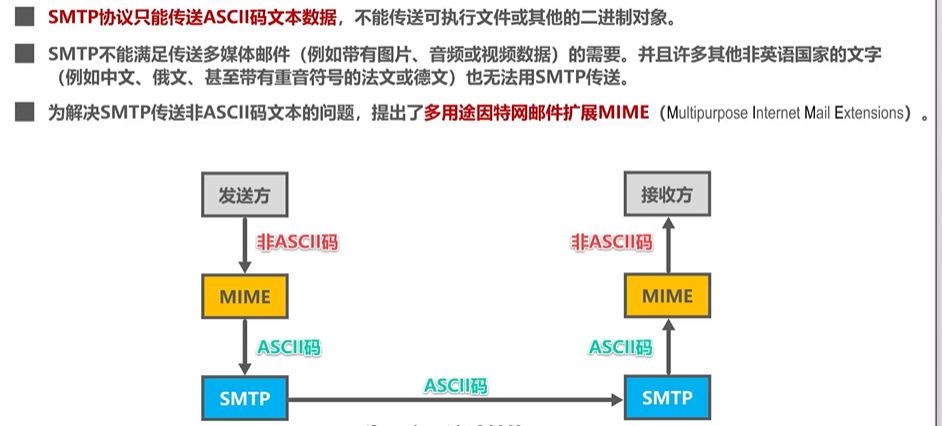 SMTP协议只能传送ASCII码文本数据，不能传送可执行文件或其他的二进制对象。
SMTP不能满足传送多媒体邮件（例如带有图片、音频或视频数据）的需要。并且许多其他非英语国家的文字
（例如中文、俄文、甚至带有重音符号的法文或德文）也无法用SMTP传送。
为解决SMTP传送非ASCII码文本的问题，提出了多用途因特网邮件扩展MIME（Multipurpose Internet Mail Extensions）。
发送方
接收方
非ASCII码
非ASCII码
MIME
MIME
ASCII码
ASCII码
ASCII码
SMTP
SMTP